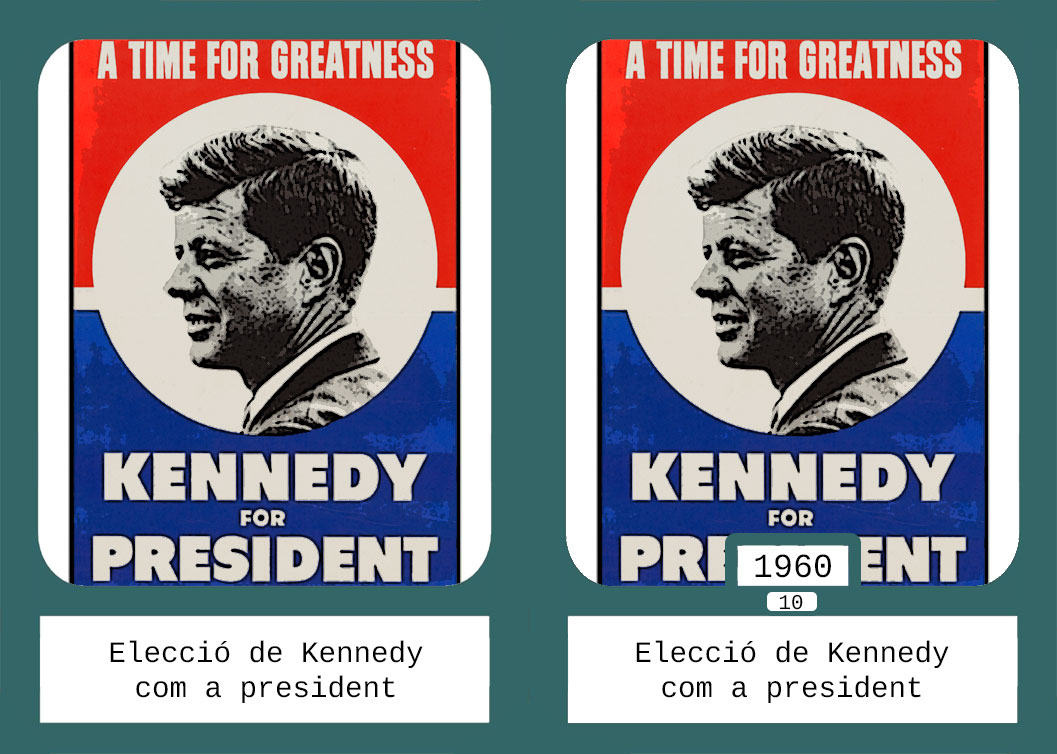 A TIME FOR GREATNESS
KENNEDY
FOR
PRESIDENT
Elecció de Kennedy
com a president
A TIME FOR GREATNESS
KENNEDY
FOR
PRE ENT
1960
10
Elecció de Kennedy
com a president